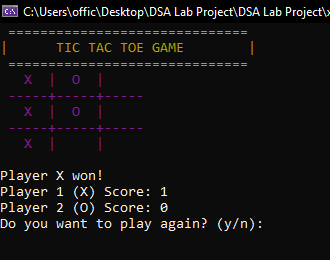 C:\Users\offic\Desktop\DSA Lab Project\DSA Lab Project\
==============================
|      TIC TAC TOE GAME        |
==============================
   X  |  O  |
 -----+-----+-----
   X  |  O  |
 -----+-----+-----
   X  |     |
Player X won!
Player 1 (X) Score: 1
Player 2 (O) Score: 0
Do you want to play again? (y/n):